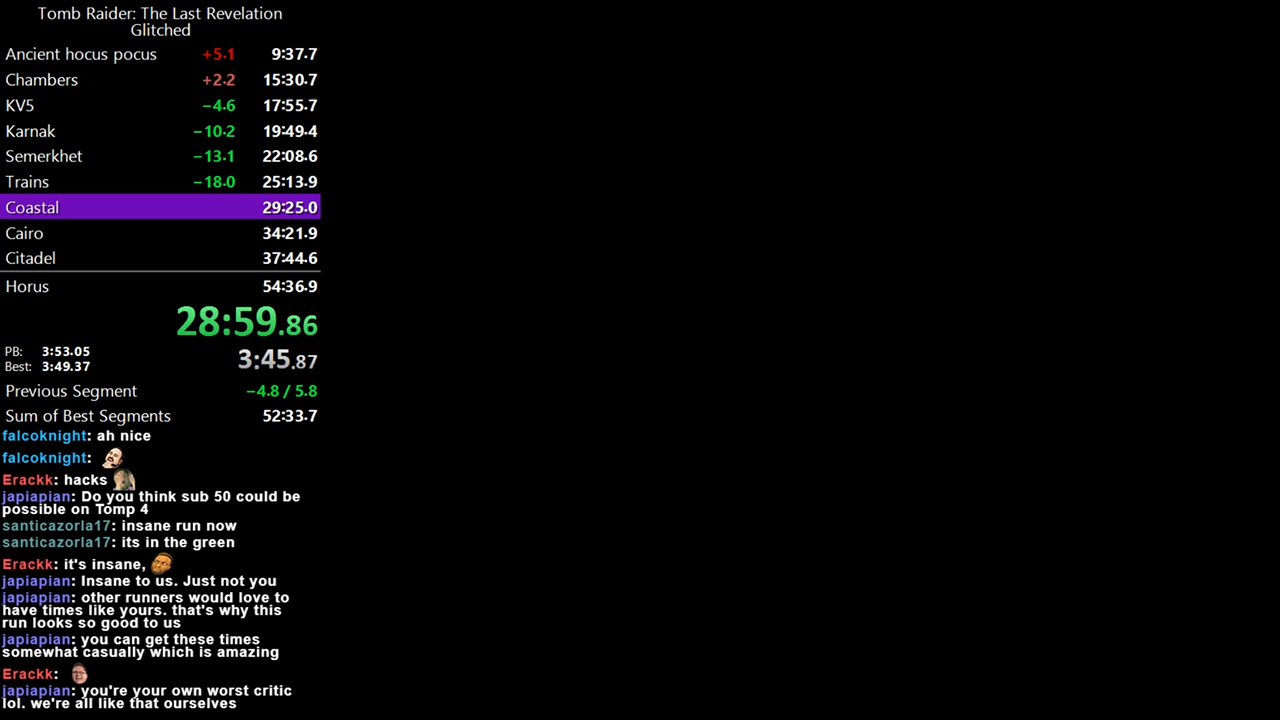 Tomb Raider: The Last Revelation
Glitched
Ancient hocus pocus +5.1 9:37.7
Chambers +2.2 15:30.7
KV5 −4.6 17:55.7
Karnak −10.2 19:49.4
Semerkhet −13.1 22:08.6
Trains −18.0 25:13.9
Coastal 29:25.0
Cairo 34:21.9
Citadel 37:44.6
Horus 54:36.9
28:59.86
PB: 3:53.05
Best: 3:49.37
3:45.87
Previous Segment −4.8 / 5.8
Sum of Best Segments 52:33.7
falcoknight: ah nice
falcoknight:
Erackk: hacks
japiapian: Do you think sub 50 could be
possible on Tomp 4
santicazorla17: insane run now
santicazorla17: its in the green
Erackk: it's insane,
japiapian: Insane to us. Just not you
japiapian: other runners would love to
have times like yours. that's why this
run looks so good to us
japiapian: you can get these times
somewhat casually which is amazing
Erackk:
japiapian: you're your own worst critic
lol. we're all like that ourselves